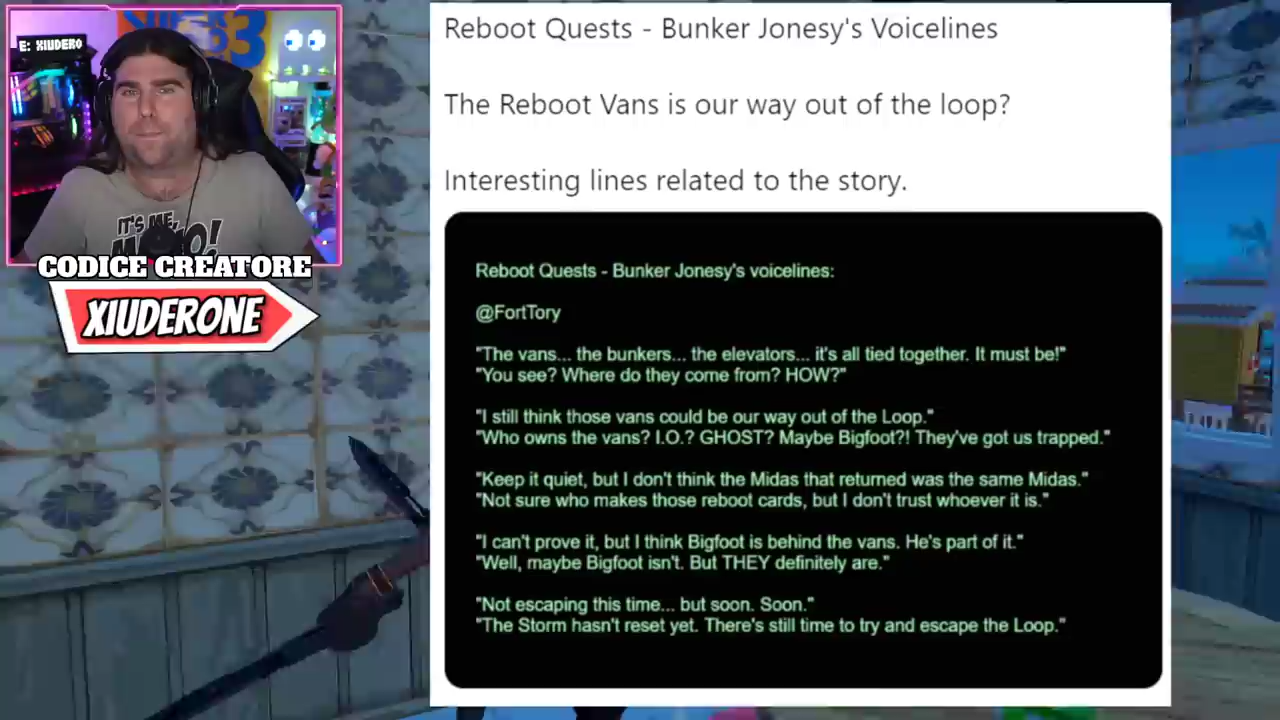 E: XIUDERO
3
IT'S ME,
CODICE CREATORE
XIUDERONE
Reboot Quests - Bunker Jonesy's Voicelines
The Reboot Vans is our way out of the loop?
Interesting lines related to the story.
Reboot Quests - Bunker Jonesy's voicelines:
@FortTory
"The vans... the bunkers... the elevators... it's all tied together. It must be!"
"You see? Where do they come from? HOW?"
"I still think those vans could be our way out of the Loop."
"Who owns the vans? I.O.? GHOST? Maybe Bigfoot?! They've got us trapped."
"Keep it quiet, but I don't think the Midas that returned was the same Midas."
"Not sure who makes those reboot cards, but I don't trust whoever it is."
"I can't prove it, but I think Bigfoot is behind the vans. He's part of it."
"Well, maybe Bigfoot isn't. But THEY definitely are."
"Not escaping this time... but soon. Soon."
"The Storm hasn't reset yet. There's still time to try and escape the Loop."